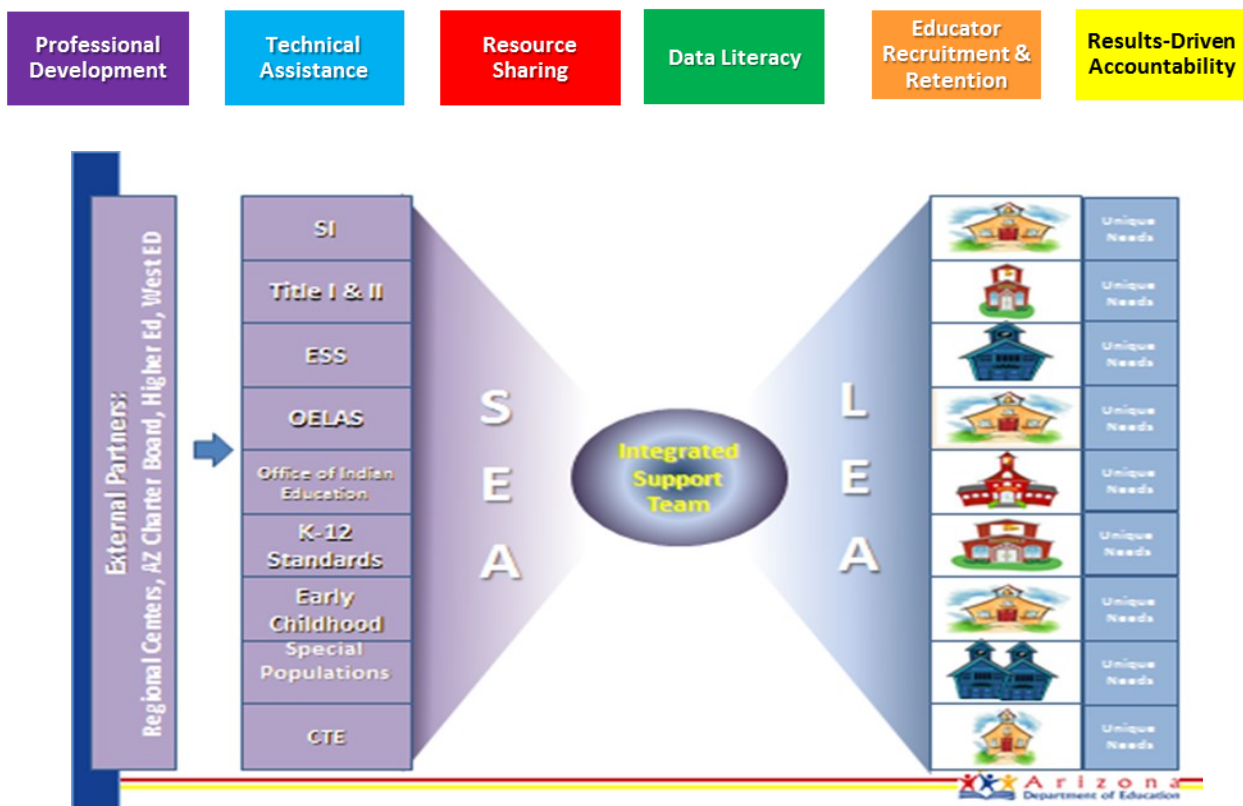 Professional
Development
Technical
Assistance
Resource
Sharing
Data Literacy
Educator
Recruitment &
Retention
Results-Driven
Accountability
External Partners:
Regional Centers, AZ Charter Board, Higher Ed, West ED
SI
Title I & II
ESS
OELAS
Office of Indian
Education
K-12
Standards
Early
Childhood
Special
Populations
CTE
S
E
A
Integrated
Support
Team
L
E
A
Unique
Needs
Unique
Needs
Unique
Needs
Unique
Needs
Unique
Needs
Unique
Needs
Unique
Needs
Unique
Needs
Unique
Needs
Arizona
Department of Education